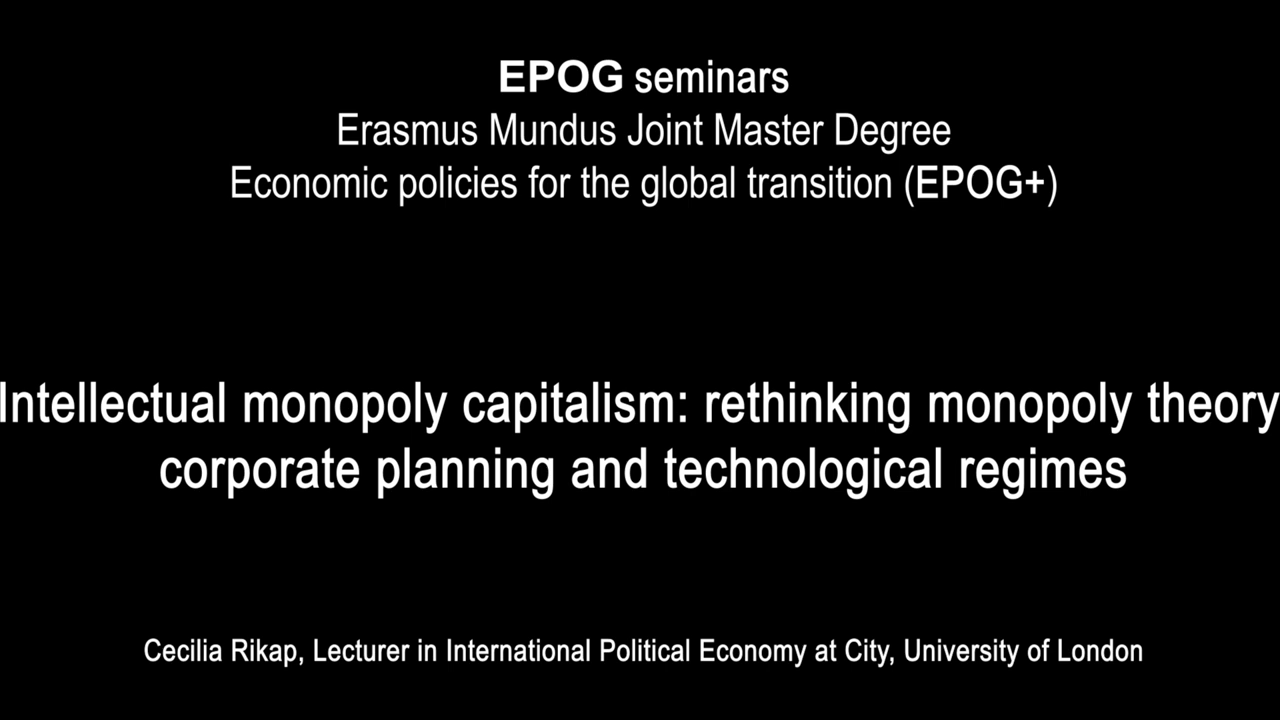 EPOG seminars
Erasmus Mundus Joint Master Degree
Economic policies for the global transition (EPOG+)
Intellectual monopoly capitalism: rethinking monopoly theory
corporate planning and technological regimes
Cecilia Rikap, Lecturer in International Political Economy at City, University of London